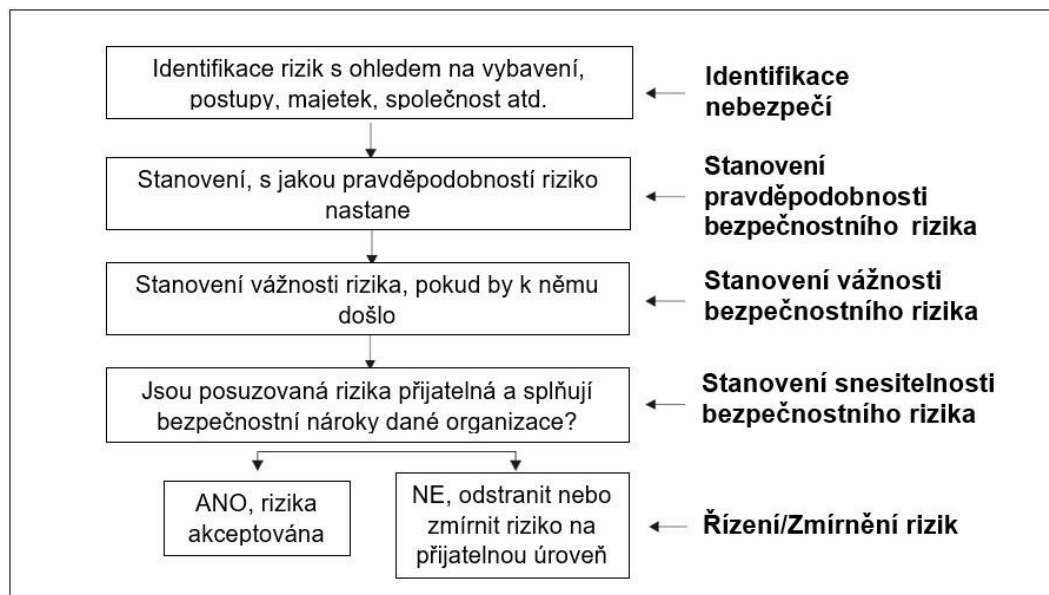 Identifikace rizik s ohledem na vybavení,
postupy, majetek, společnost atd.
Identifikace
nebezpečí
Stanovení, s jakou pravděpodobností riziko
nastane
Stanovení
pravděpodobnosti
bezpečnostního rizika
Stanovení vážnosti rizika, pokud by k němu
došlo
Stanovení vážnosti
bezpečnostního rizika
Jsou posuzovaná rizika přijatelná a splňují
bezpečnostní nároky dané organizace?
Stanovení snesitelnosti
bezpečnostního rizika
ANO, rizika
akceptována
NE, odstranit nebo
zmírnit riziko na
přijatelnou úroveň
Řízení/Zmírnění rizik